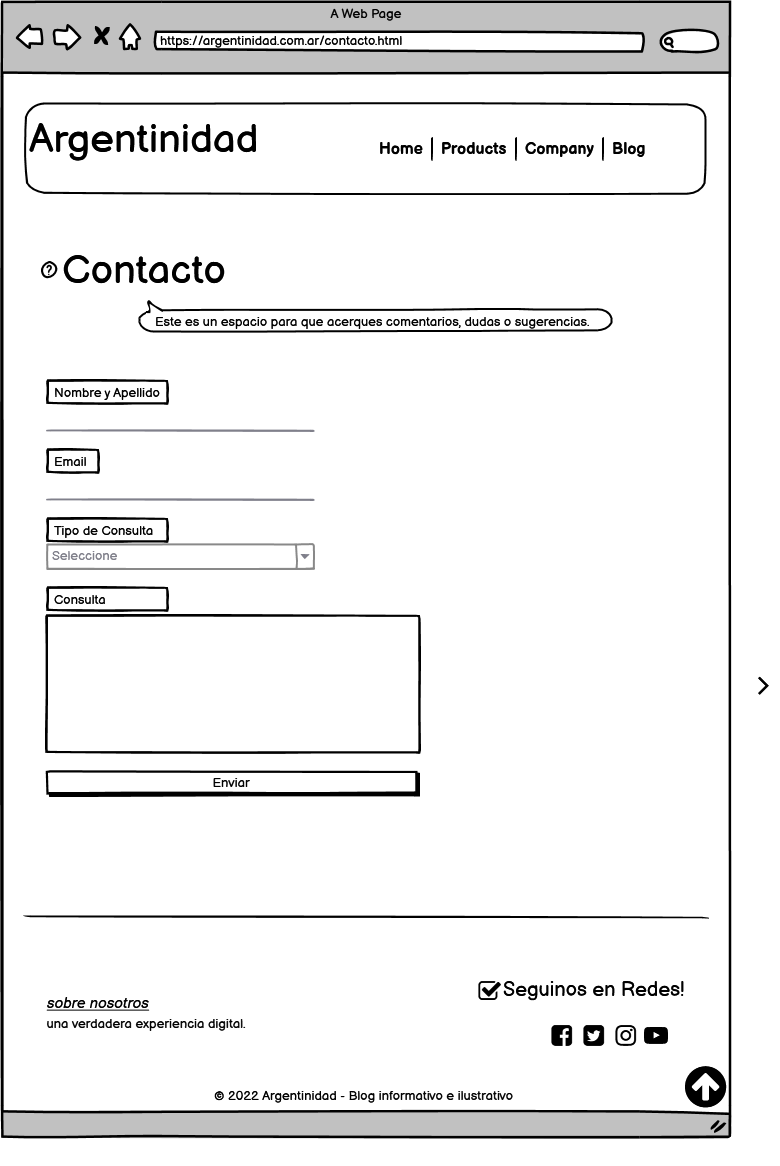 A Web Page
https://argentinidad.com.ar/contacto.html
Argentinidad
Home Products Company Blog
? Contacto
Este es un espacio para que acerques comentarios, dudas o sugerencias.
Nombre y Apellido
Email
Tipo de Consulta
Seleccione
Consulta
Enviar
Seguinos en Redes!
sobre nosotros
una verdadera experiencia digital.
© 2022 Argentinidad - Blog informativo e ilustrativo